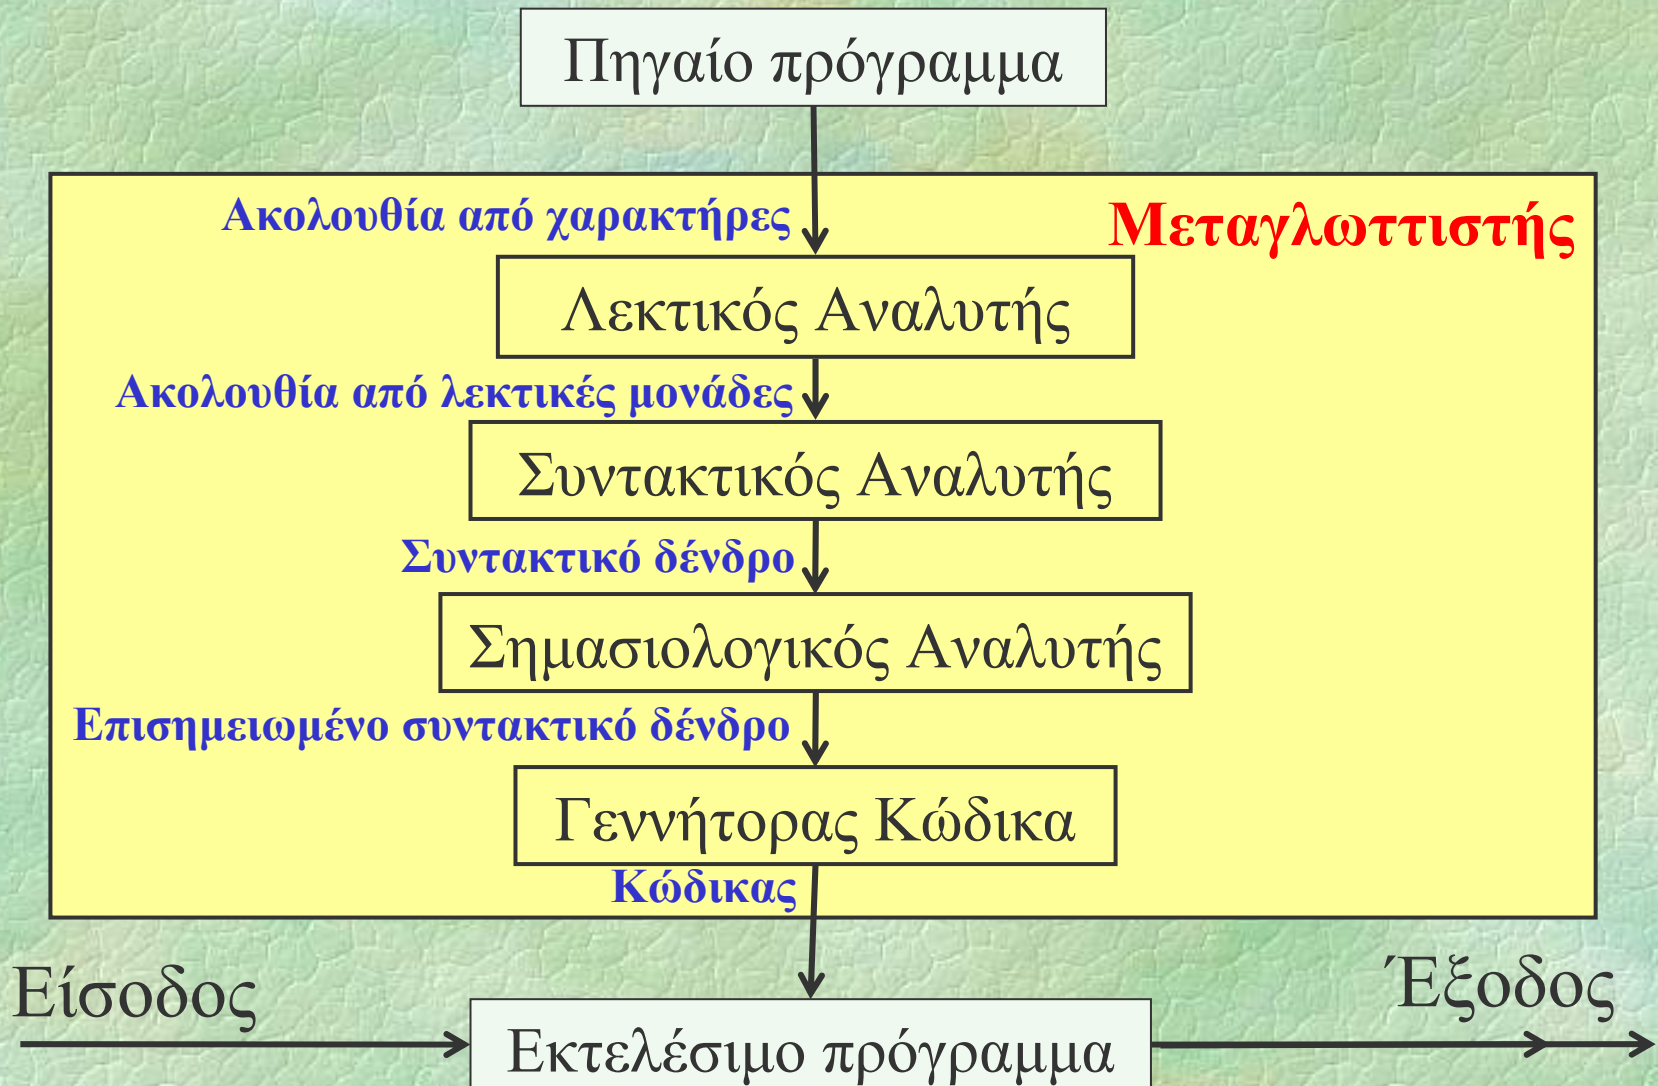 Πηγαίο πρόγραμμα
Ακολουθία από χαρακτήρες
Μεταγλωττιστής
Λεκτικός Αναλυτής
Ακολουθία από λεκτικές μονάδες
Συντακτικός Αναλυτής
Συντακτικό δένδρο
Σημασιολογικός Αναλυτής
Επισημειωμένο συντακτικό δένδρο
Γεννήτορας Κώδικα
Κώδικας
Είσοδος
Έξοδος
Εκτελέσιμο πρόγραμμα